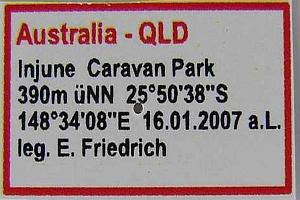 Australia - QLD
Injune Caravan Park
390m üNN 25°50'38"S
148°34'08"E 16.01.2007 a.L.
leg. E. Friedrich